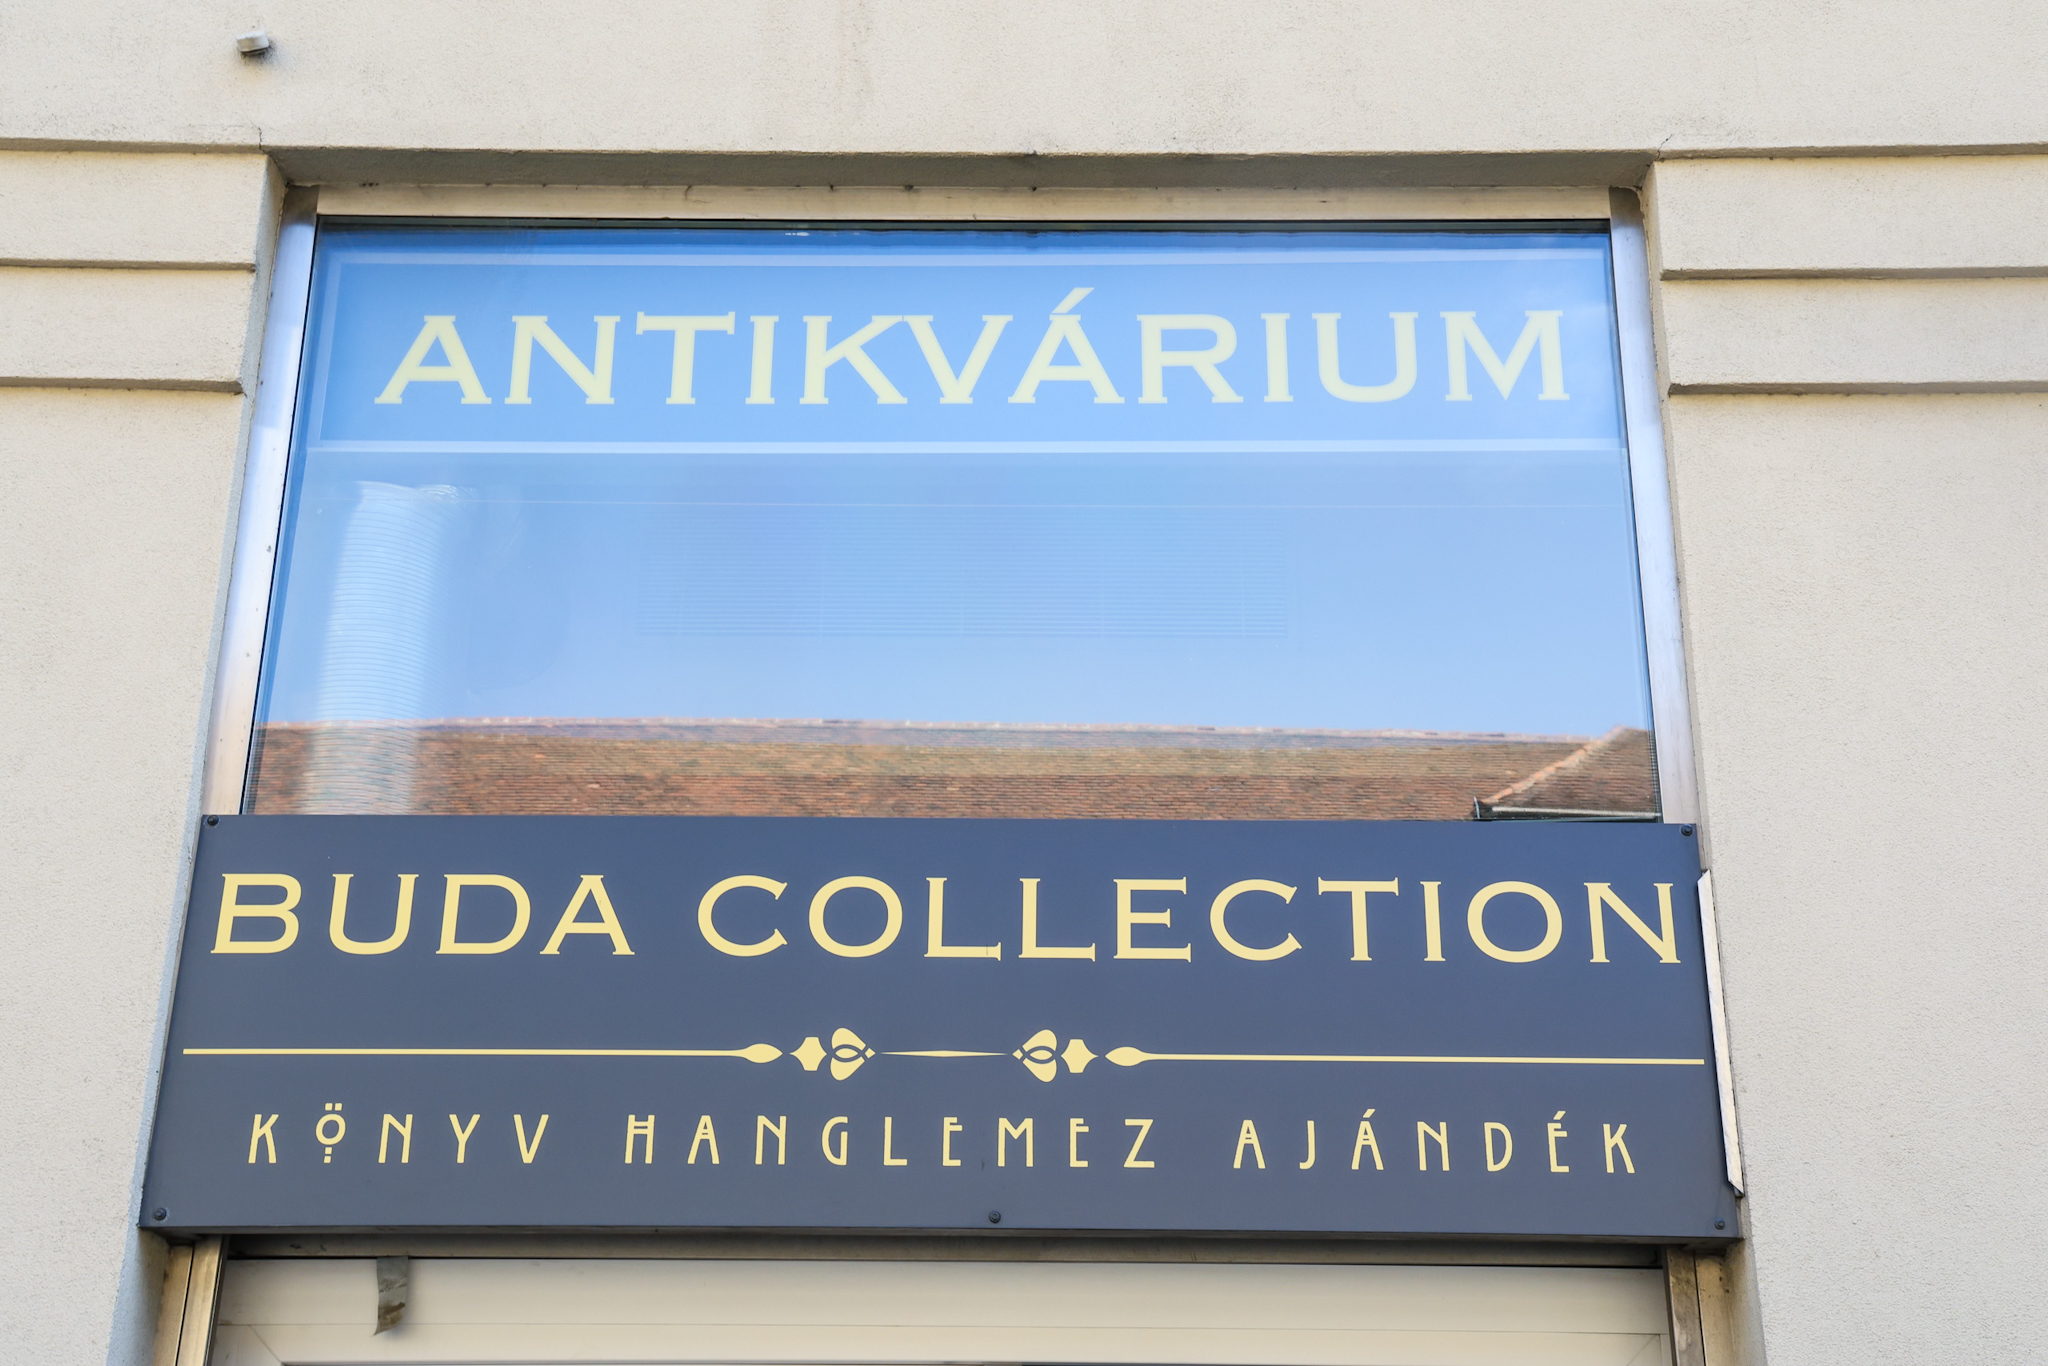 ANTIKVÁRIUM
BUDA COLLECTION
KÖNYV HANGLEMEZ AJÁNDÉK